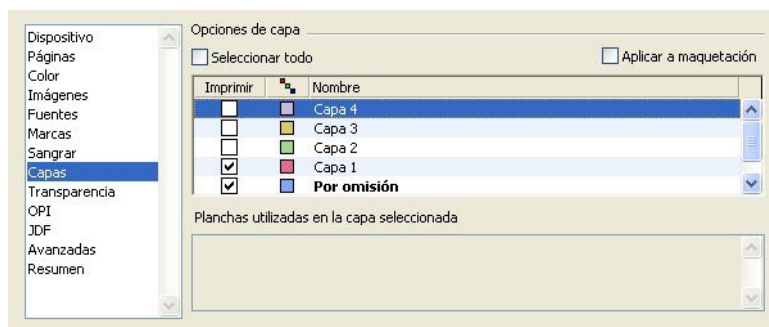 Dispositivo
Páginas
Color
Imágenes
Fuentes
Marcas
Sangrar
Capas
Transparencia
OPI
JDF
Avanzadas
Resumen
Opciones de capa
Seleccionar todo
Aplicar a maquetación
Imprimir Nombre
Capa 4
Capa 3
Capa 2
Capa 1
Por omisión
Planchas utilizadas en la capa seleccionada